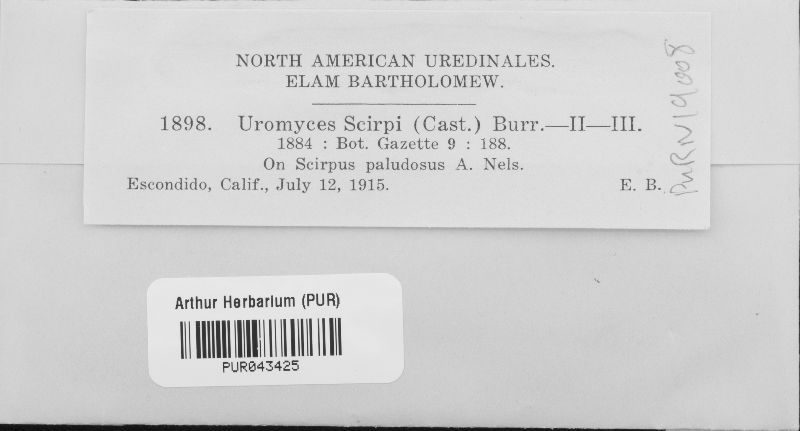 NORTH AMERICAN UREDINALES.
ELAM BARTHOLOMEW.
1898. Uromyces Scirpi (Cast.) Burr.—II—III.
1884 : Bot. Gazette 9 : 188.
On Scirpus paludosus A. Nels.
Escondido, Calif., July 12, 1915. E. B.
PURN19008
Arthur Herbarium (PUR)
PUR043425